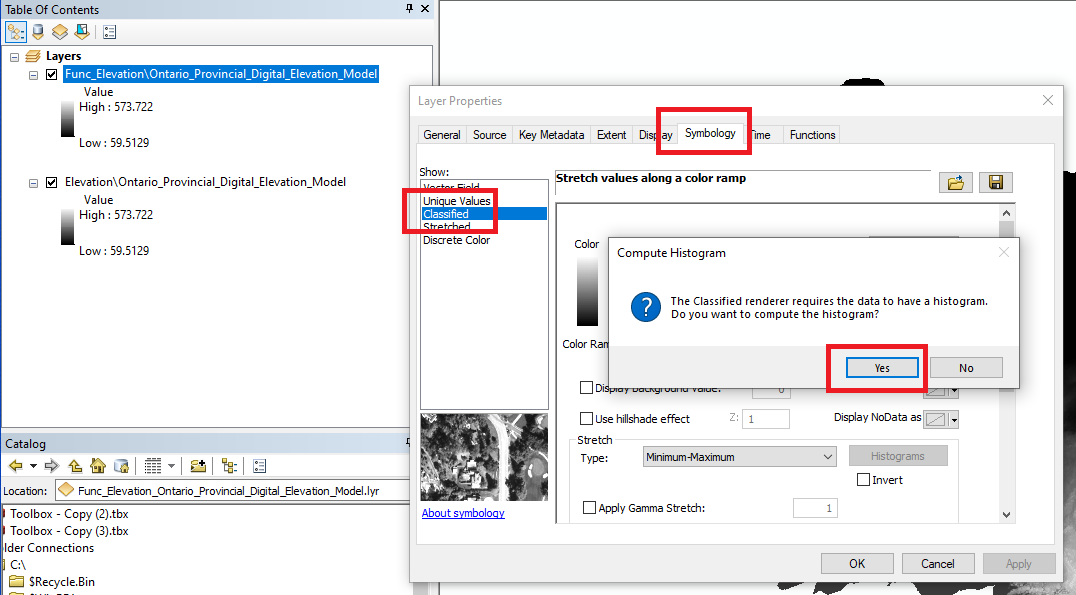 Table Of Contents
Layers
Func_Elevation\Ontario_Provincial_Digital_Elevation_Model
Value
High : 573.722
Low : 59.5129
Elevation\Ontario_Provincial_Digital_Elevation_Model
Value
High : 573.722
Low : 59.5129
Catalog
Location: Func_Elevation_Ontario_Provincial_Digital_Elevation_Model.lyr
Toolbox - Copy (2).tbx
Toolbox - Copy (3).tbx
lder Connections
C:\
$Recycle.Bin
Layer Properties
General Source Key Metadata Extent Display Symbology Time Functions
Show:
Vector Field
Unique Values
Classified
Stretched
Discrete Color
About symbology
Stretch values along a color ramp
Color
Color Ram
Display Background Value: 0
Use hillshade effect Z: 1 Display NoData as
Stretch
Type: Minimum-Maximum Histograms
Invert
Apply Gamma Stretch: 1
OK Cancel Apply
Compute Histogram
The Classified renderer requires the data to have a histogram.
Do you want to compute the histogram?
Yes No